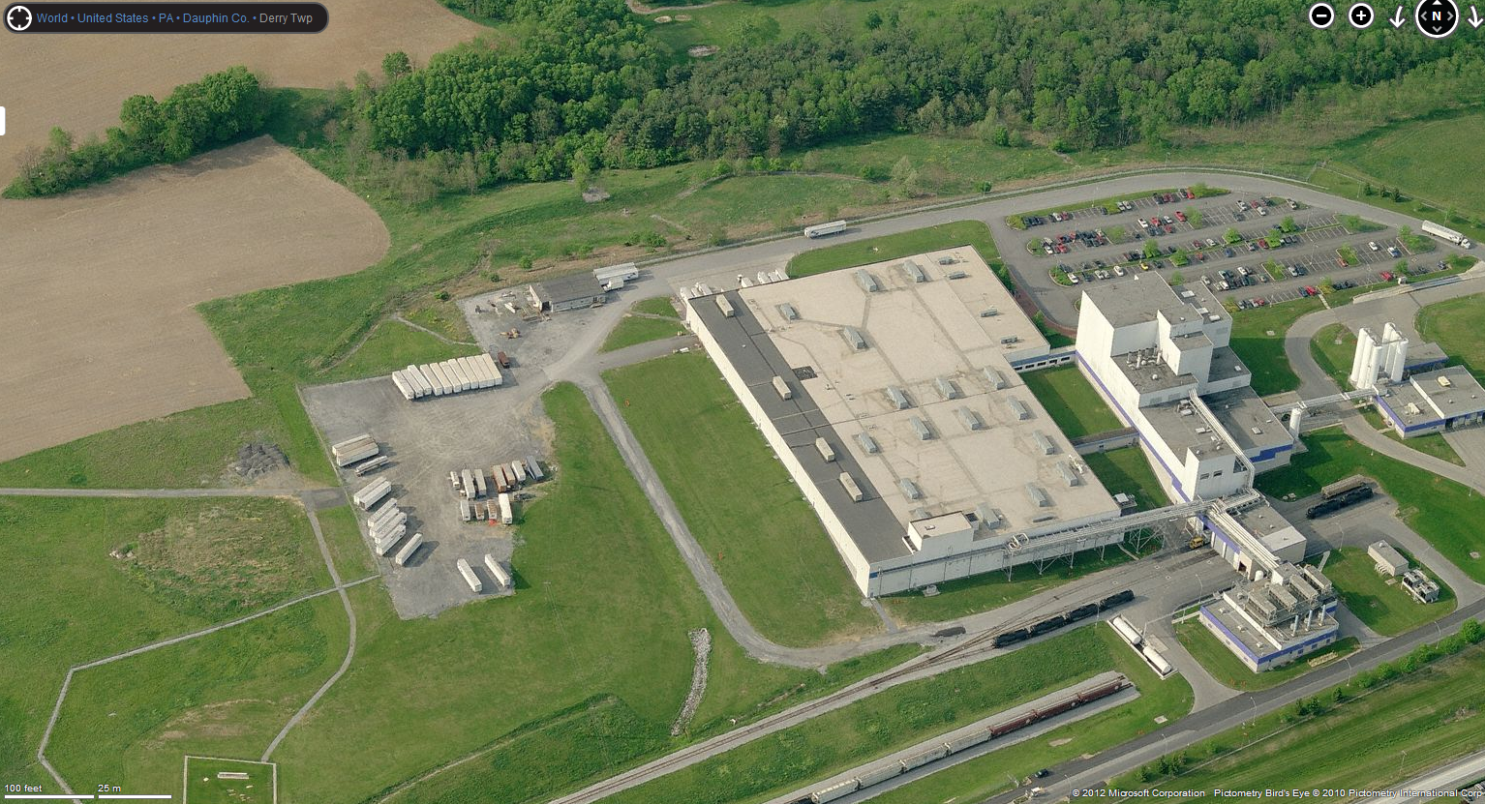 World • United States • PA • Dauphin Co. • Derry Twp
N
100 feet
25 m
© 2012 Microsoft Corporation Pictometry Bird's Eye © 2010 Pictometry International Corp